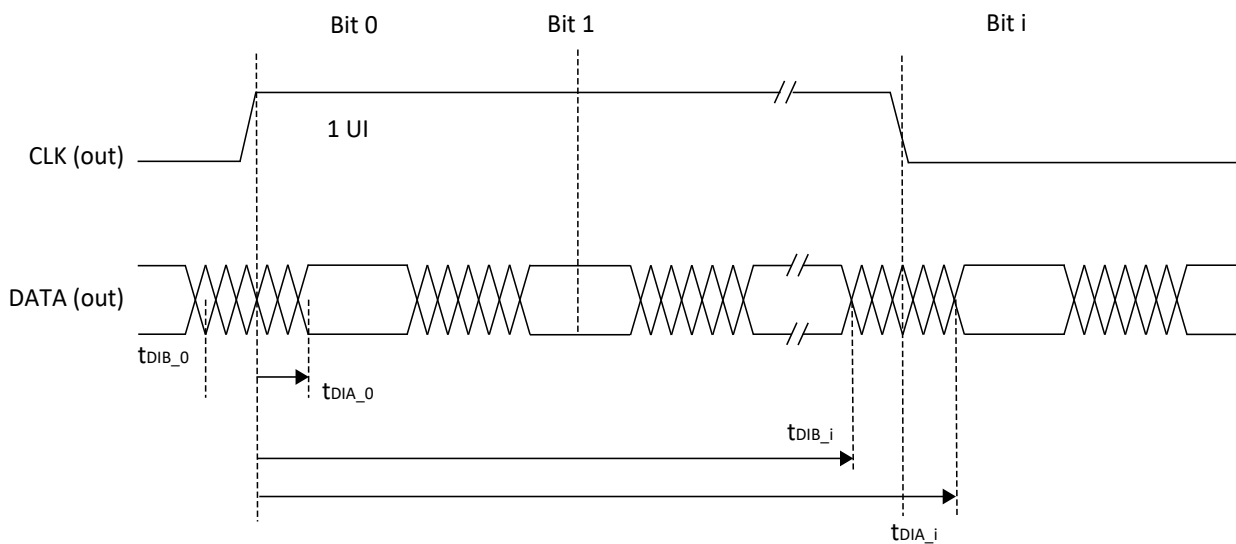 Bit 0 Bit 1 Bit i
1 UI
CLK (out)
DATA (out)
tDIB_0
tDIA_0
tDIB_i
tDIA_i